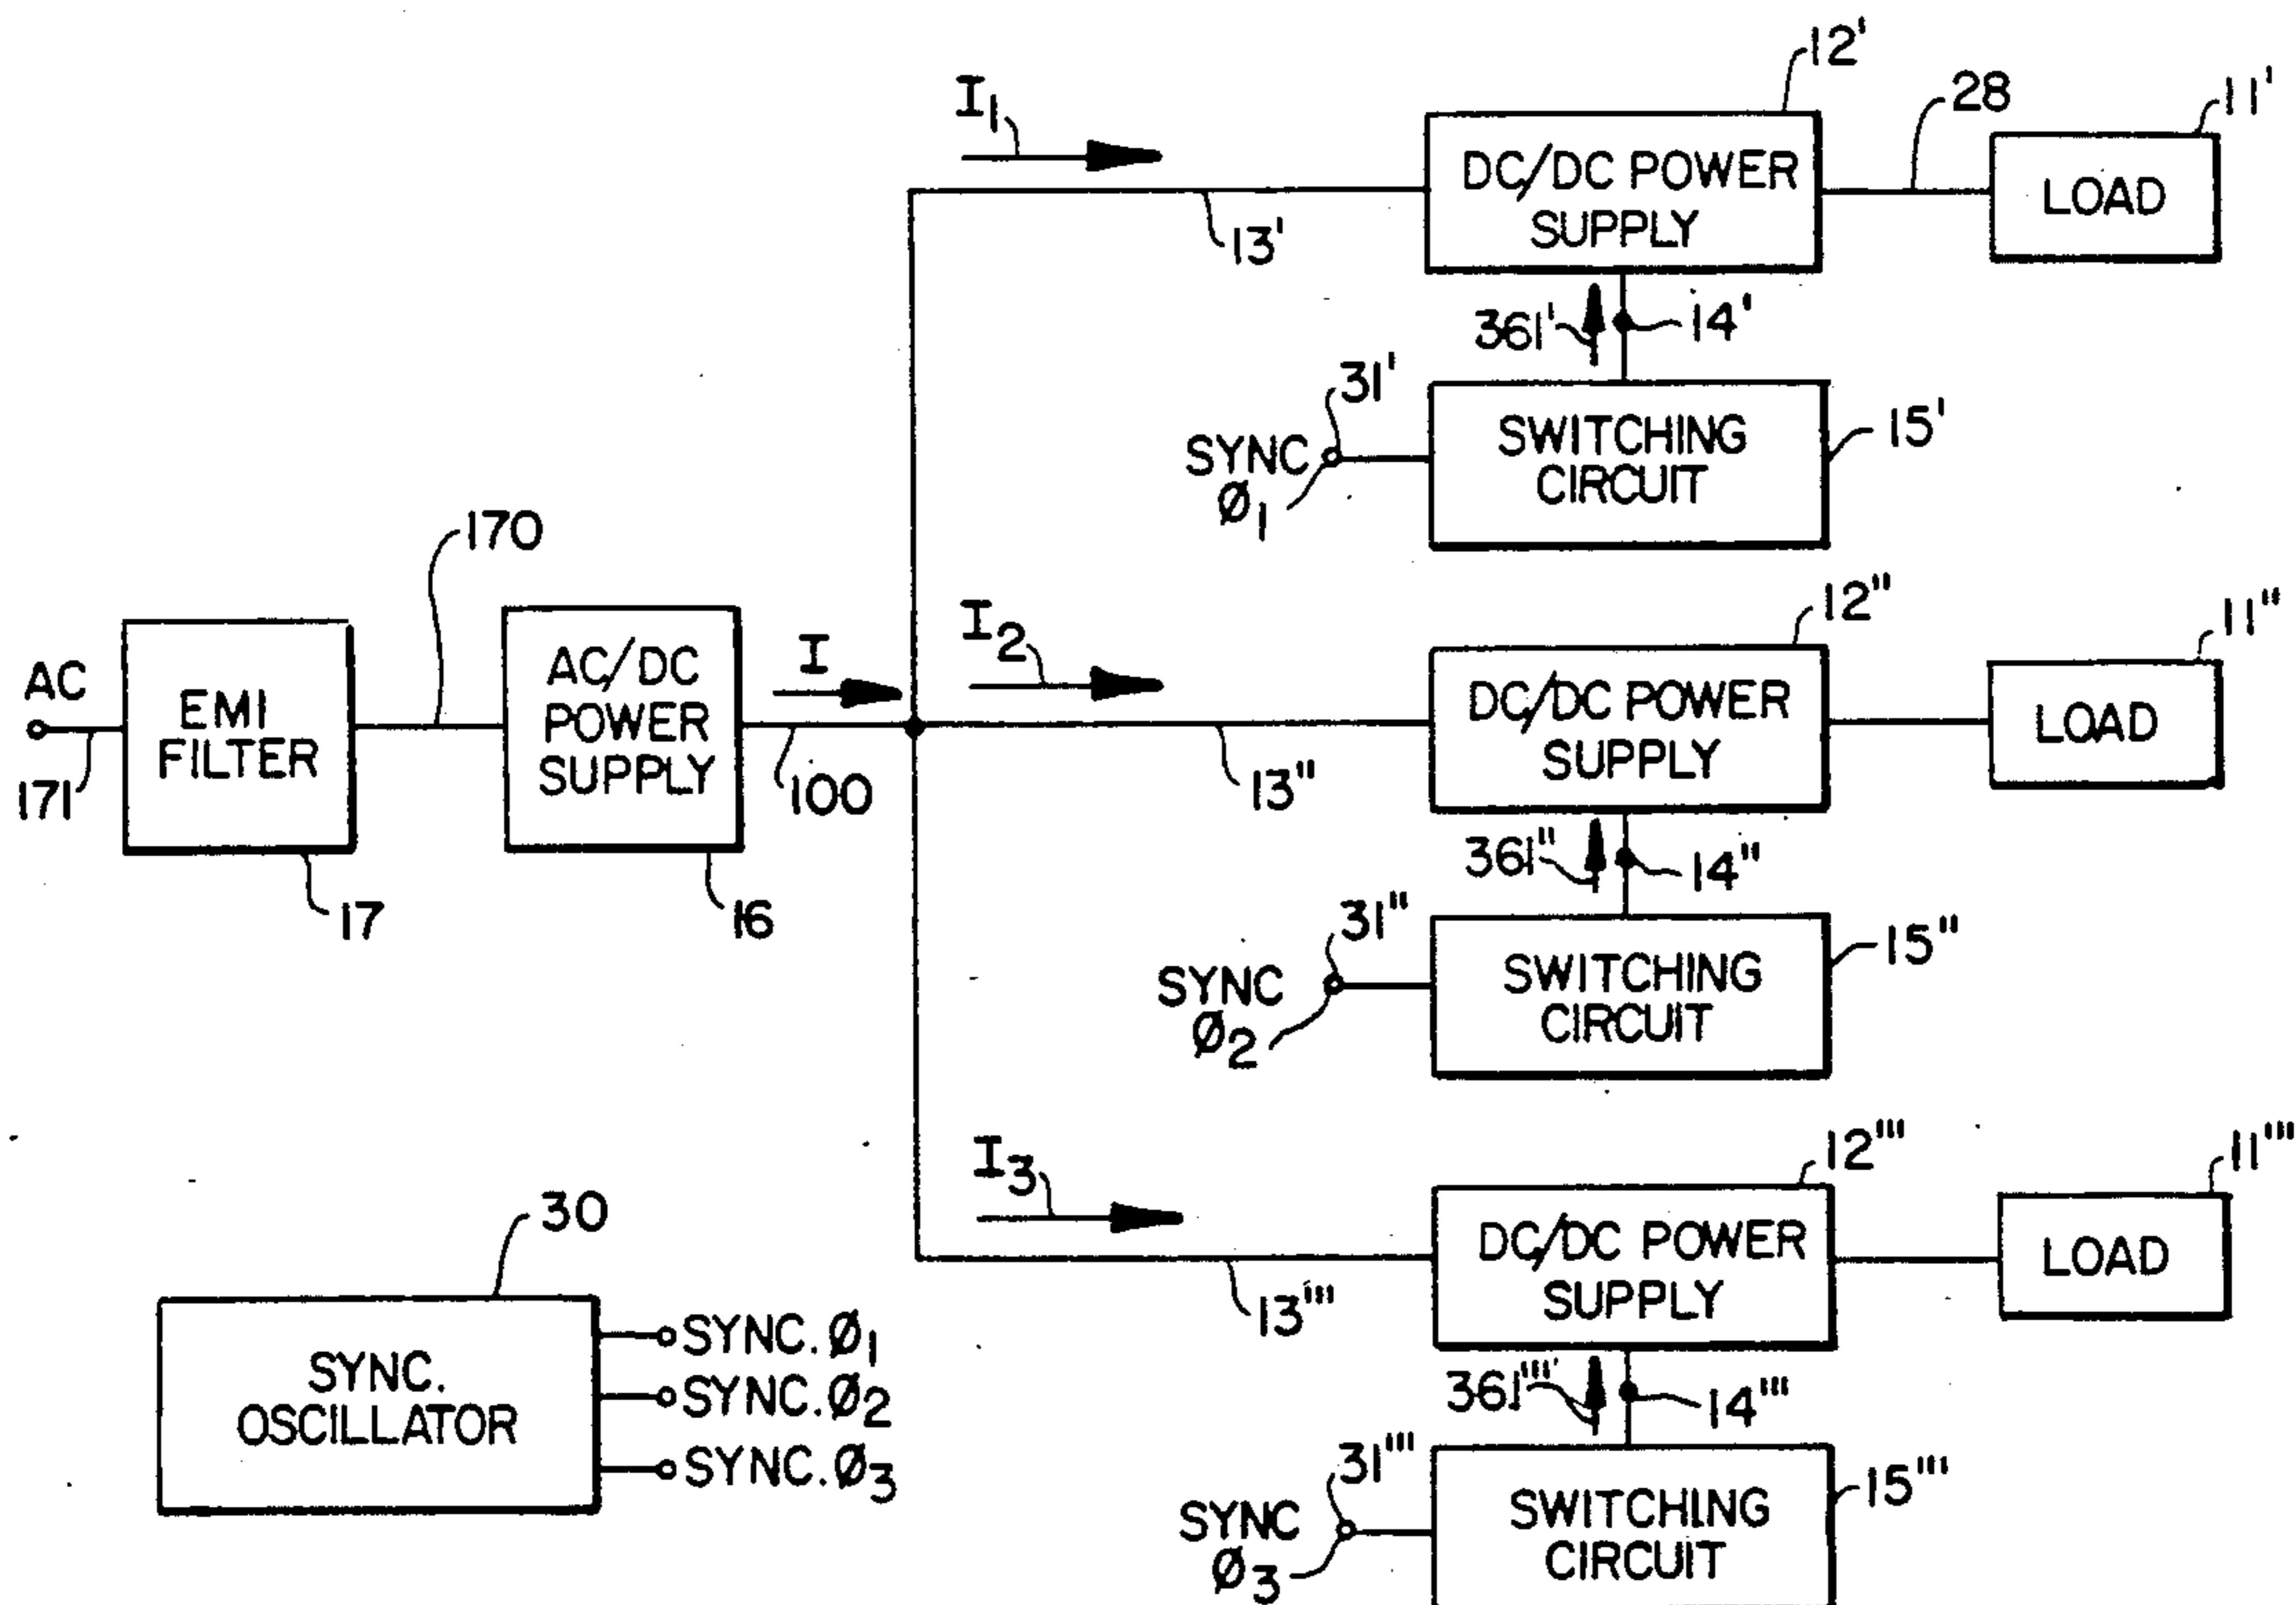 12'
I1
28
11'
DC/DC POWER
SUPPLY
LOAD
13'
361'
14'
31'
SWITCHING
CIRCUIT
15'
SYNC
Ø1
170
12"
I2
11"
AC
EMI
FILTER
AC/DC
POWER
SUPPLY
I
DC/DC POWER
SUPPLY
LOAD
171
100
13"
17
16
361"
14"
31"
SWITCHING
CIRCUIT
15"
SYNC
Ø2
12'''
I3
11'''
30
DC/DC POWER
SUPPLY
LOAD
13'''
SYNC.
OSCILLATOR
SYNC. Ø1
SYNC. Ø2
SYNC. Ø3
361''''
14'''
31'''
SWITCHING
CIRCUIT
15'''
SYNC
Ø3